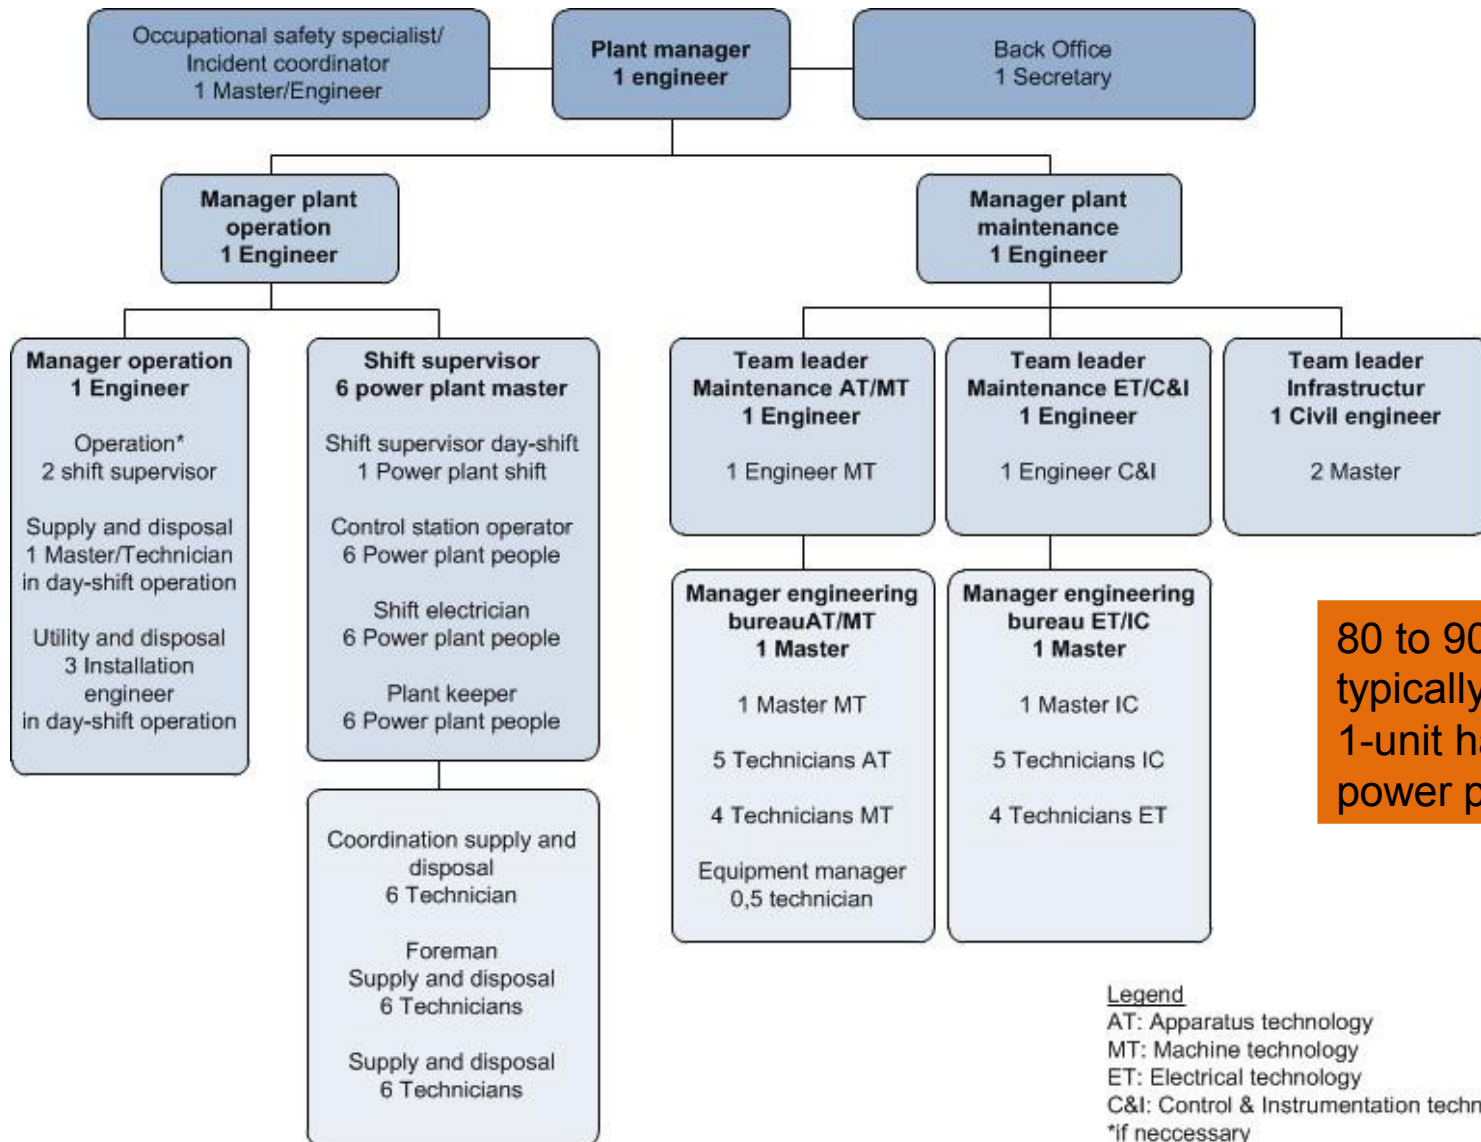 Occupational safety specialist/
Incident coordinator
1 Master/Engineer
Plant manager
1 engineer
Back Office
1 Secretary
Manager plant
operation
1 Engineer
Manager plant
maintenance
1 Engineer
Manager operation
1 Engineer
Operation*
2 shift supervisor
Supply and disposal
1 Master/Technician
in day-shift operation
Utility and disposal
3 Installation
engineer
in day-shift operation
Shift supervisor
6 power plant master
Shift supervisor day-shift
1 Power plant shift
Control station operator
6 Power plant people
Shift electrician
6 Power plant people
Plant keeper
6 Power plant people
Coordination supply and
disposal
6 Technician
Foreman
Supply and disposal
6 Technicians
Supply and disposal
6 Technicians
Team leader
Maintenance AT/MT
1 Engineer
1 Engineer MT
Team leader
Maintenance ET/C&I
1 Engineer
1 Engineer C&I
Team leader
Infrastructur
1 Civil engineer
2 Master
Manager engineering
bureauAT/MT
1 Master
1 Master MT
5 Technicians AT
4 Technicians MT
Equipment manager
0,5 technician
Manager engineering
bureau ET/IC
1 Master
1 Master IC
5 Technicians IC
4 Technicians ET
80 to 90
typically
1-unit
power
Legend
AT: Apparatus technology
MT: Machine technology
ET: Electrical technology
C&I: Control & Instrumentation
*if neccessary